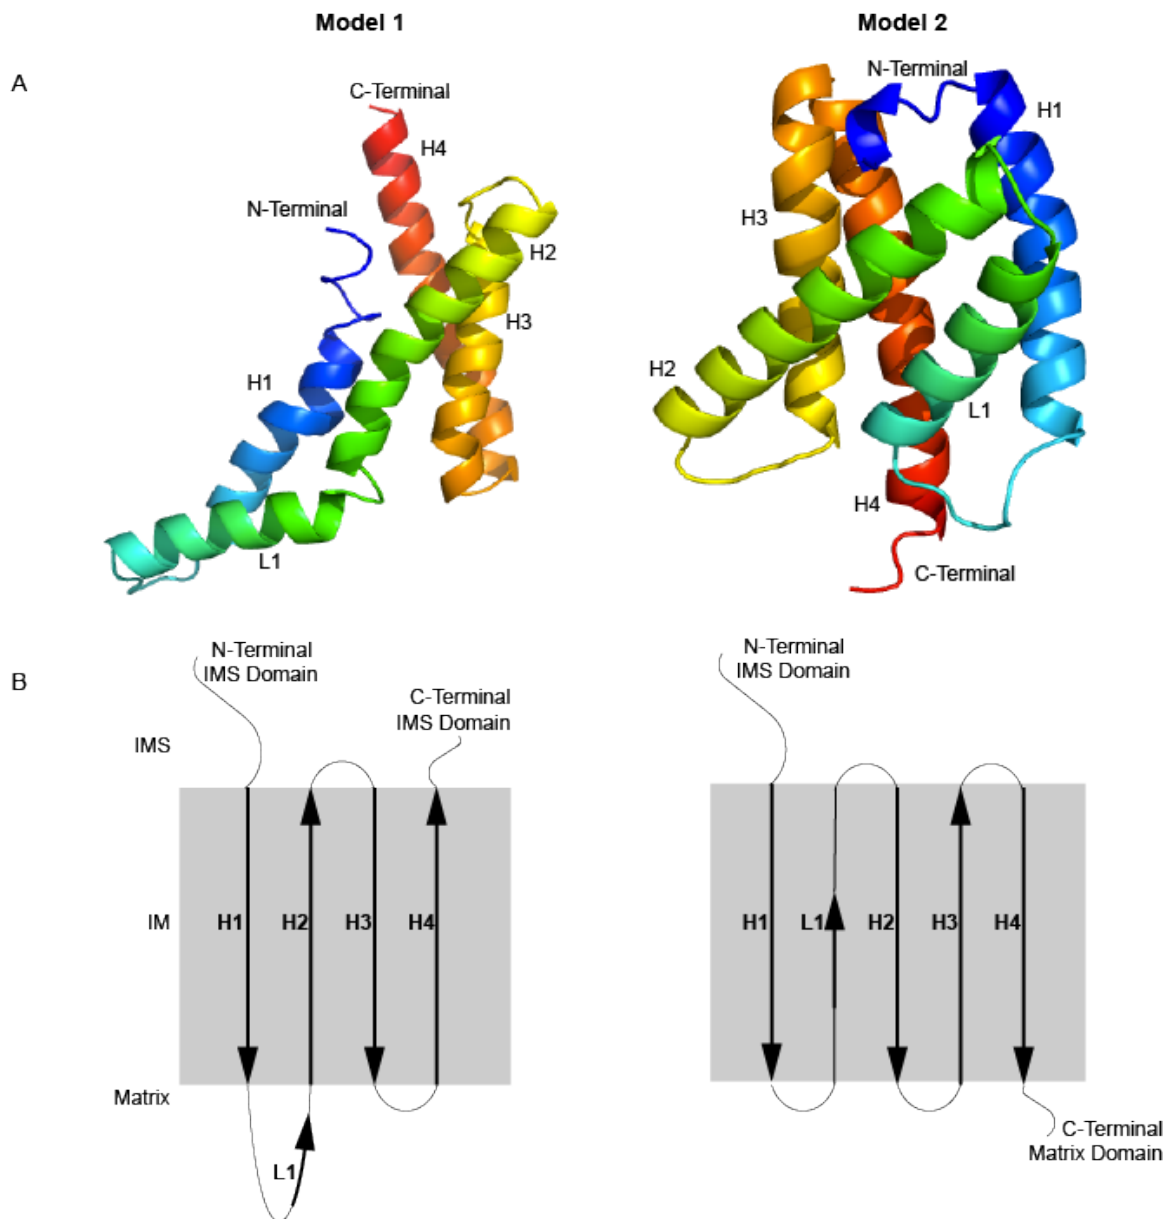 Model 1
Model 2
A
C-Terminal
H4
N-Terminal
H2
H3
H1
L1
N-Terminal
H1
H3
H2
L1
H4
C-Terminal
B
N-Terminal
IMS Domain
C-Terminal
IMS Domain
IMS
IM
Matrix
H1
H2
H3
H4
L1
N-Terminal
IMS Domain
H1
L1
H2
H3
H4
C-Terminal
Matrix Domain